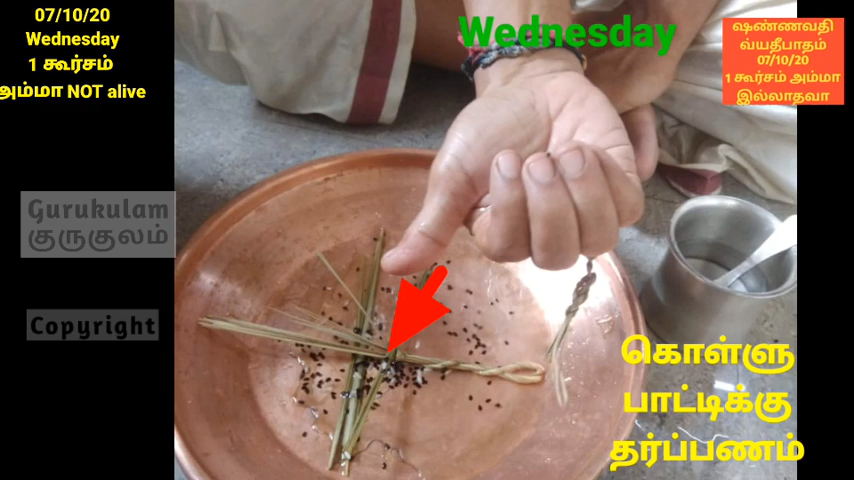 07/10/20
Wednesday
1 கூர்சம்
அம்மா NOT alive
Wednesday
ஷண்ணவதி
வ்யதீபாதம்
07/10/20
1 கூர்சம் அம்மா
இல்லாதவா
Gurukulam
குருகுலம்
Copyright
கொள்ளு
பாட்டிக்கு
தர்ப்பணம்